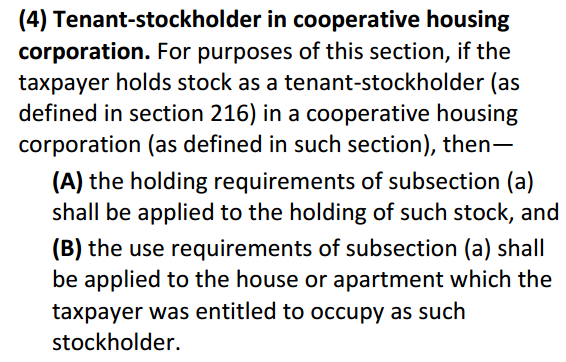 (4) Tenant-stockholder in cooperative housing
corporation. For purposes of this section, if the
taxpayer holds stock as a tenant-stockholder (as
defined in section 216) in a cooperative housing
corporation (as defined in such section), then—
(A) the holding requirements of subsection (a)
shall be applied to the holding of such stock, and
(B) the use requirements of subsection (a) shall
be applied to the house or apartment which the
taxpayer was entitled to occupy as such
stockholder.